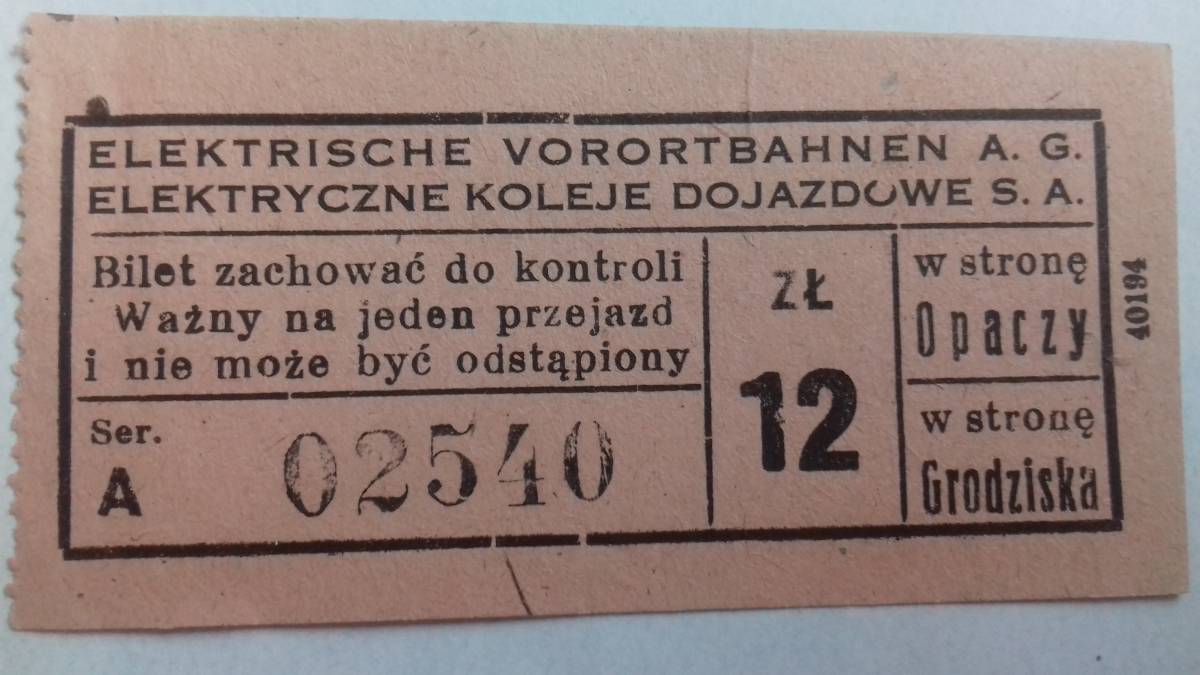 ELEKTRISCHE VORORTBAHNEN A. G.
ELEKTRYCZNE KOLEJE DOJAZDOWE S. A.
Bilet zachować do kontroli
Ważny na jeden przejazd
i nie może być odstąpiony
Ser.
A
02540
ZŁ
12
w stronę
Opaczy
w stronę
Grodziska
40194